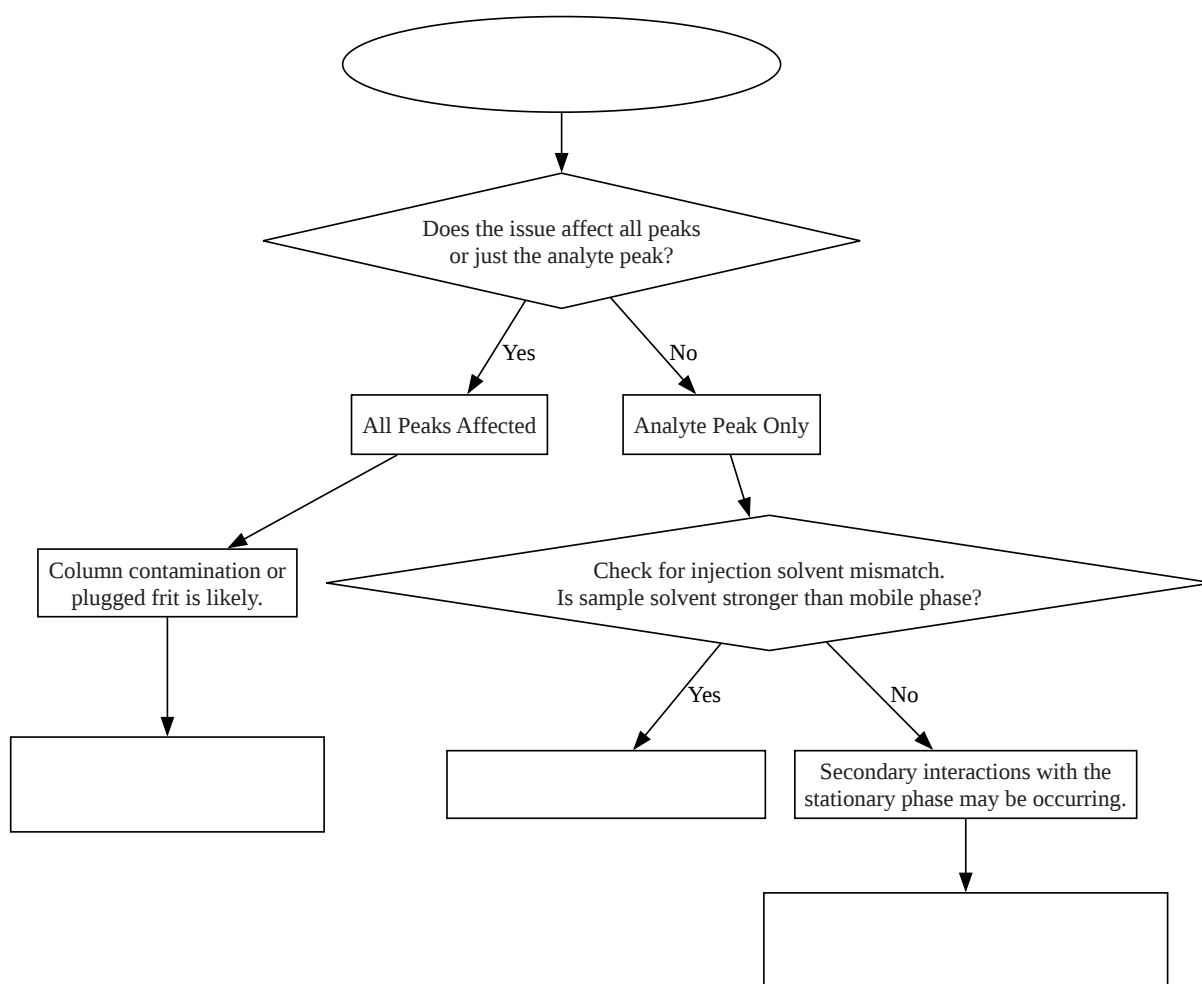 Does the issue affect all peaks
or just the analyte peak?
Yes
No
All Peaks Affected
Analyte Peak Only
Column contamination or
plugged frit is likely.
Check for injection solvent mismatch.
Is sample solvent stronger than mobile phase?
Yes
No
Secondary interactions with the
stationary phase may be occurring.